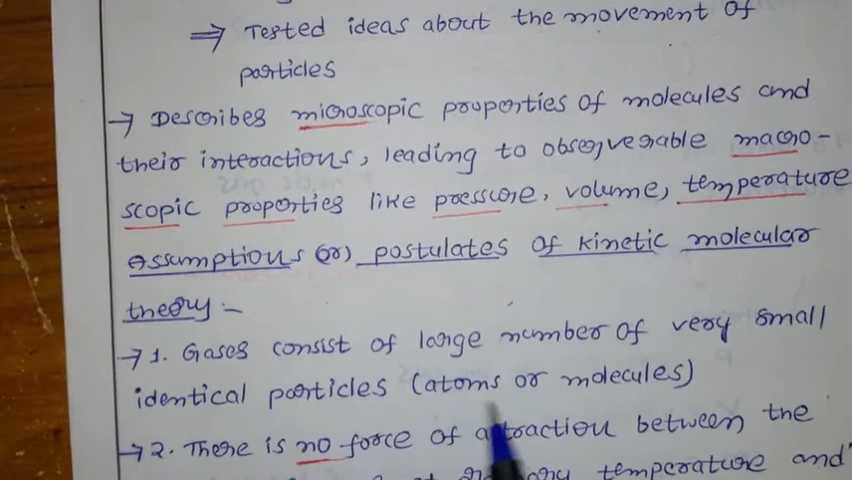 ⇒ Tested ideas about the movement of
particles
→ Describes microscopic properties of molecules and
their interactions, leading to observerable macro-
scopic properties like pressure, volume, temperature
Assumptions (or) postulates of kinetic molecular
theory:-
→ 1. Gases consist of large number of very small
identical particles (atoms or molecules)
→ 2. There is no force of attraction between the
temperature and